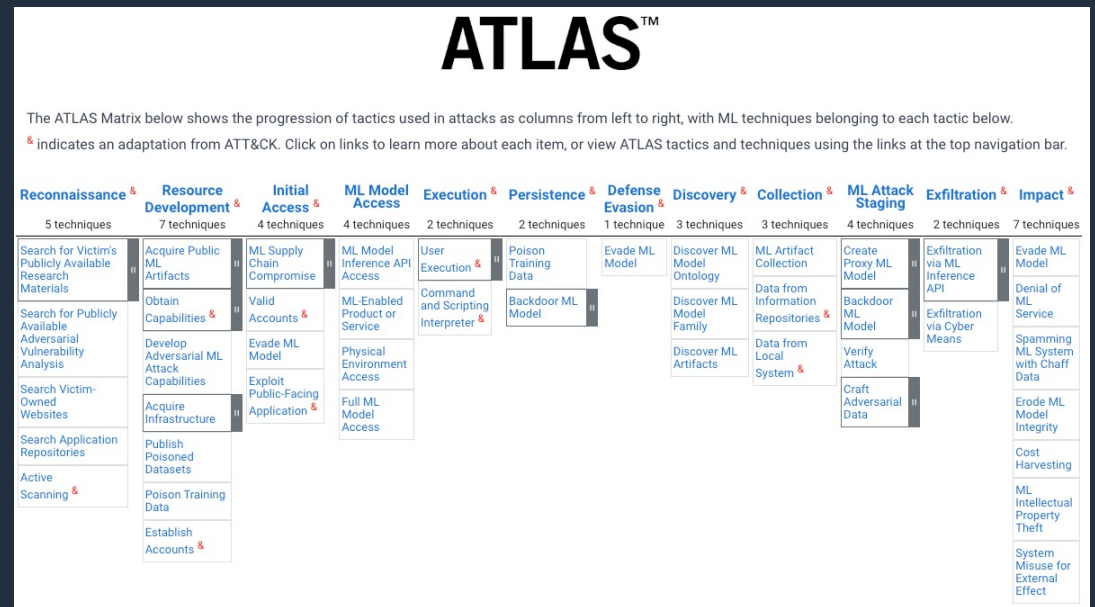 ATLAS™
The ATLAS Matrix below shows the progression of tactics used in attacks as columns from left to right, with ML techniques belonging to each tactic below.
& indicates an adaptation from ATT&CK. Click on links to learn more about each item, or view ATLAS tactics and techniques using the links at the top navigation bar.
Reconnaissance &
5 techniques
Search for Victim's
Publicly Available
Research
Materials
Search for Publicly
Available
Adversarial
Vulnerability
Analysis
Search Victim-
Owned
Websites
Search Application
Repositories
Active
Scanning &
Resource
Development &
7 techniques
Acquire Public
ML
Artifacts
Obtain
Capabilities &
Develop
Adversarial ML
Attack
Capabilities
Acquire
Infrastructure
Publish
Poisoned
Datasets
Poison Training
Data
Establish
Accounts &
Initial
Access &
4 techniques
ML Supply
Chain
Compromise
Valid
Accounts &
Evade ML
Model
Exploit
Public-Facing
Application &
ML Model
Access
4 techniques
ML Model
Inference API
Access
ML-Enabled
Product or
Service
Physical
Environment
Access
Full ML
Model
Access
Execution &
2 techniques
User
Execution &
Command
and Scripting
Interpreter &
Persistence &
2 techniques
Poison
Training
Data
Backdoor ML
Model
Defense
Evasion &
1 technique
Evade ML
Model
Discovery &
3 techniques
Discover ML
Model
Ontology
Discover ML
Model
Family
Discover ML
Artifacts
Collection &
3 techniques
ML Artifact
Collection
Data from
Information
Repositories &
Data from
Local
System &
ML Attack
Staging
4 techniques
Create
Proxy ML
Model
Backdoor
ML
Model
Verify
Attack
Craft
Adversarial
Data
Exfiltration &
2 techniques
Exfiltration
via ML
Inference
API
Exfiltration
via Cyber
Means
Impact &
7 techniques
Evade ML
Model
Denial of
ML
Service
Spamming
ML System
with Chaff
Data
Erode ML
Model
Integrity
Cost
Harvesting
ML
Intellectual
Property
Theft
System
Misuse for
External
Effect